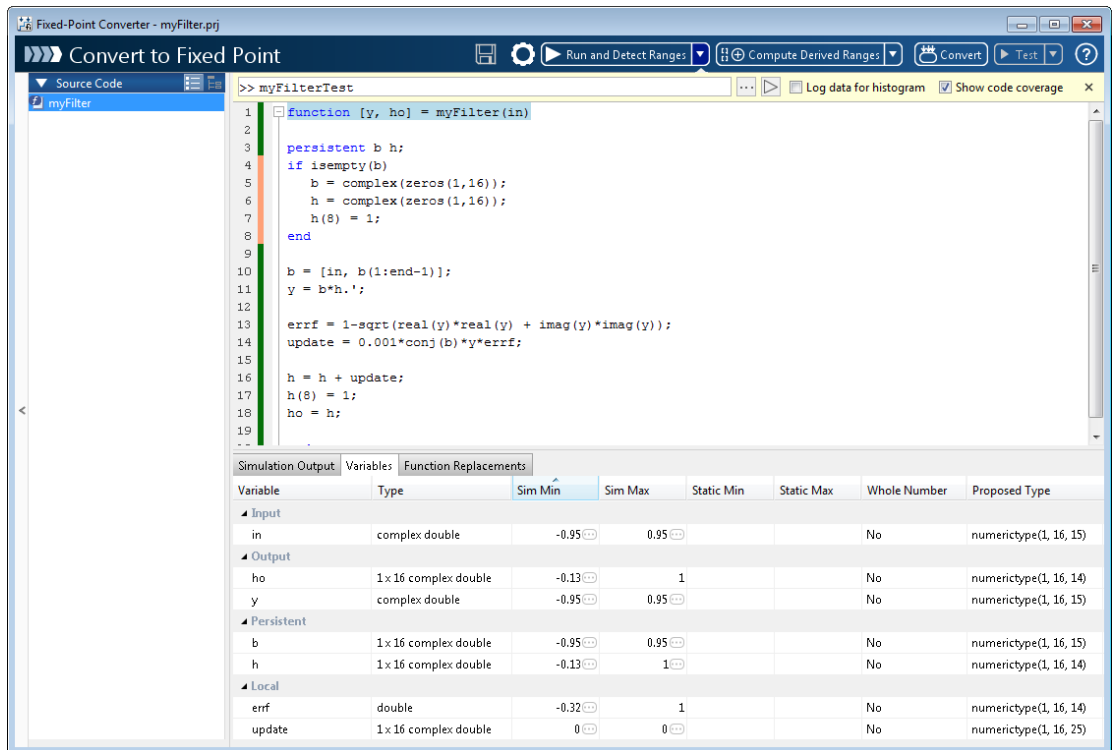 Fixed-Point Converter - myFilter.prj
Convert to Fixed Point Run and Detect Ranges Compute Derived Ranges Convert Test ?
Source Code
myFilter
>> myFilterTest ... Log data for histogram Show code coverage ×
1 function [y, ho] = myFilter(in)
2
3 persistent b h;
4 if isempty(b)
5 b = complex(zeros(1,16));
6 h = complex(zeros(1,16));
7 h(8) = 1;
8 end
9
10 b = [in, b(1:end-1)];
11 y = b*h.';
12
13 errf = 1-sqrt(real(y)*real(y) + imag(y)*imag(y));
14 update = 0.001*conj(b)*y*errf;
15
16 h = h + update;
17 h(8) = 1;
18 ho = h;
19
Simulation Output Variables Function Replacements
Variable Type Sim Min Sim Max Static Min Static Max Whole Number Proposed Type
Input
in complex double -0.95 0.95 No numerictype(1, 16, 15)
Output
ho 1 x 16 complex double -0.13 1 No numerictype(1, 16, 14)
y complex double -0.95 0.95 No numerictype(1, 16, 15)
Persistent
b 1 x 16 complex double -0.95 0.95 No numerictype(1, 16, 15)
h 1 x 16 complex double -0.13 1 No numerictype(1, 16, 14)
Local
errf double -0.32 1 No numerictype(1, 16, 14)
update 1 x 16 complex double 0 0 No numerictype(1, 16, 25)